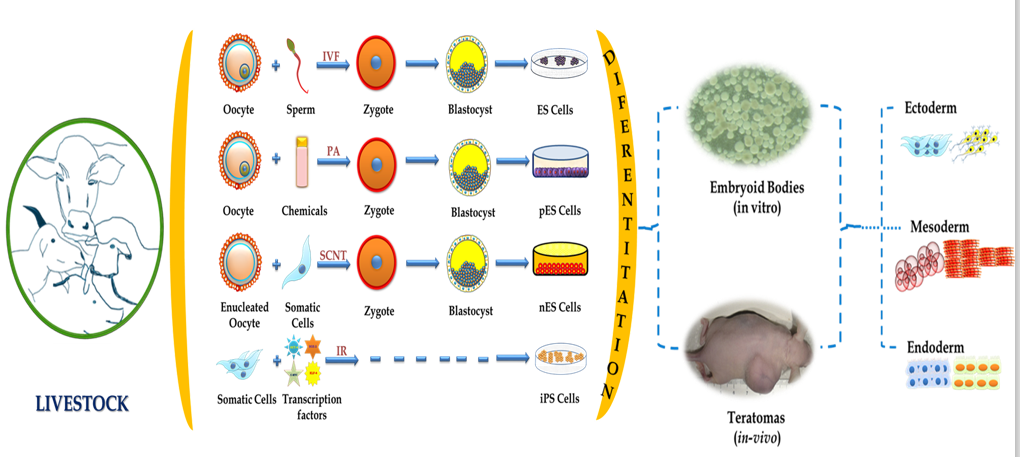 LIVESTOCK
IVF
Oocyte Sperm Zygote Blastocyst ES Cells
PA
Oocyte Chemicals Zygote Blastocyst pES Cells
SCNT
Enucleated Oocyte Somatic Cells Zygote Blastocyst nES Cells
IR
Somatic Cells Transcription factors iPS Cells
DIFERENTITATION
Embryoid Bodies
(in vitro)
Teratomas
(in-vivo)
Ectoderm
Mesoderm
Endoderm